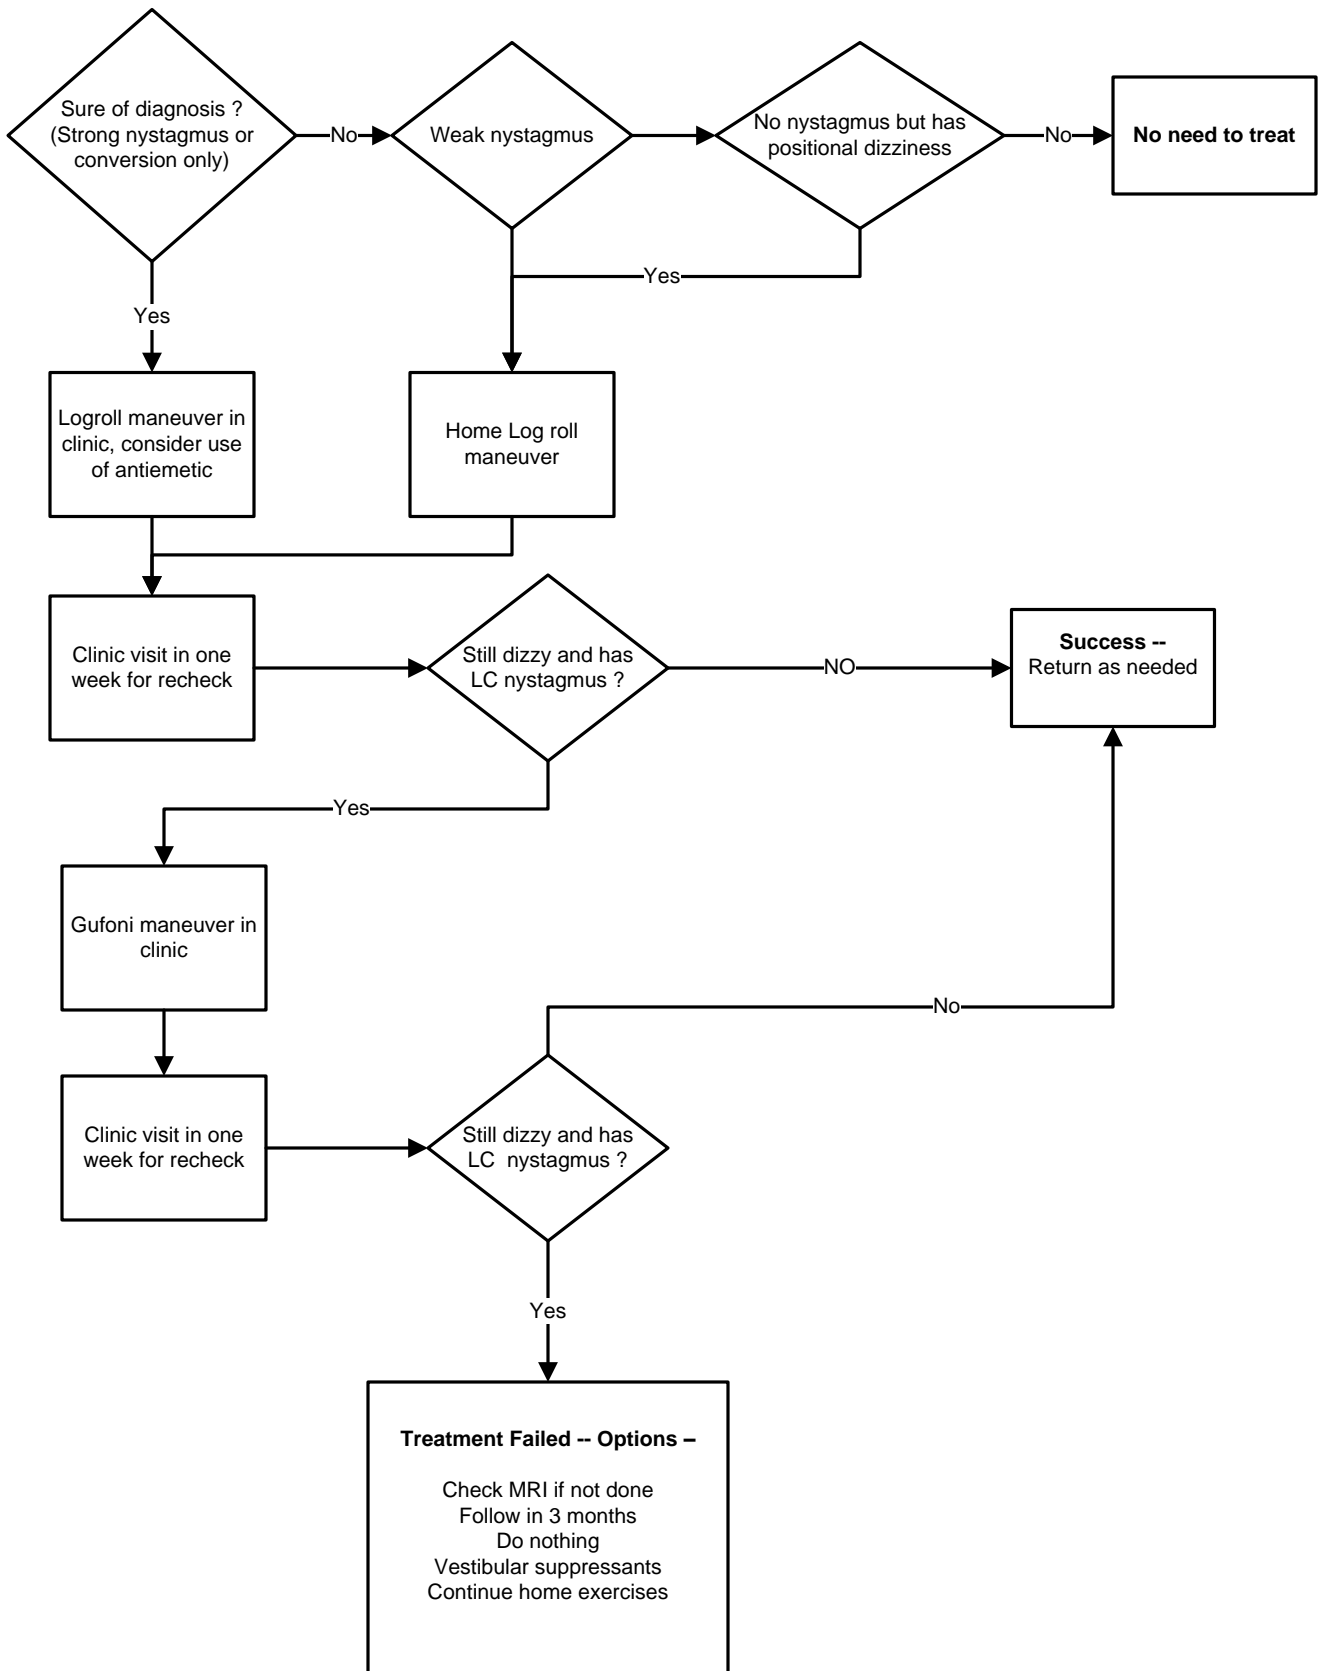 Sure of diagnosis ?
(Strong nystagmus or
conversion only)
No
Weak nystagmus
No nystagmus but has
positional dizziness
No
No need to treat
Yes
Yes
Logroll maneuver in
clinic, consider use
of antiemetic
Home Log roll
maneuver
Clinic visit in one
week for recheck
Still dizzy and has
LC nystagmus ?
NO
Success --
Return as needed
Yes
Gufoni maneuver in
clinic
No
Clinic visit in one
week for recheck
Still dizzy and has
LC  nystagmus ?
Yes
Treatment Failed -- Options –
Check MRI if not done
Follow in 3 months
Do nothing
Vestibular suppressants
Continue home exercises